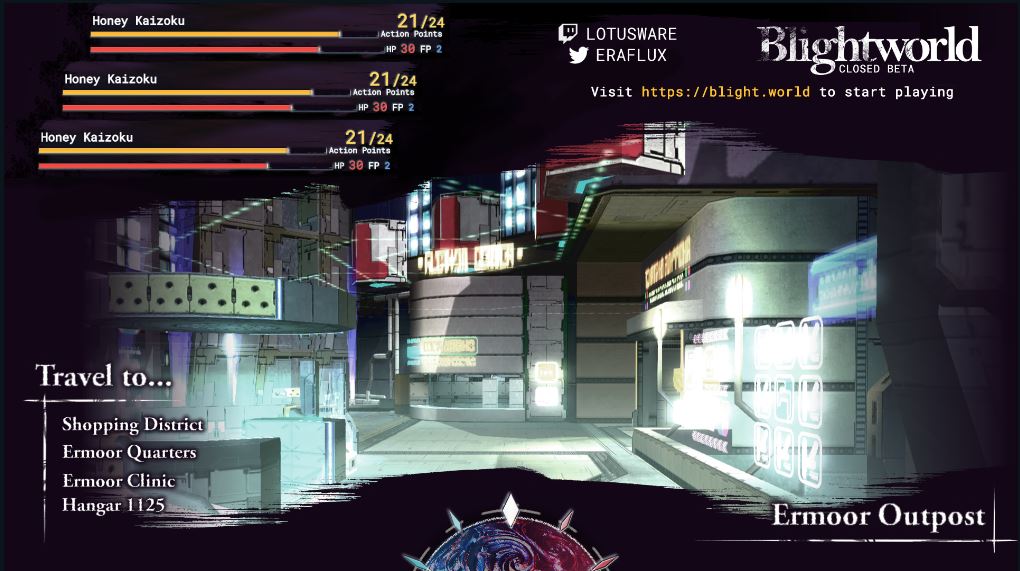 Honey Kaizoku
21/24
Action Points
HP 30 FP 2
Honey Kaizoku
21/24
Action Points
HP 30 FP 2
Honey Kaizoku
21/24
Action Points
HP 30 FP 2
LOTUSWARE
ERAFLUX
Blightworld
CLOSED BETA
Visit https://blight.world to start playing
Travel to...
Shopping District
Ermoor Quarters
Ermoor Clinic
Hangar 1125
Ermoor Outpost